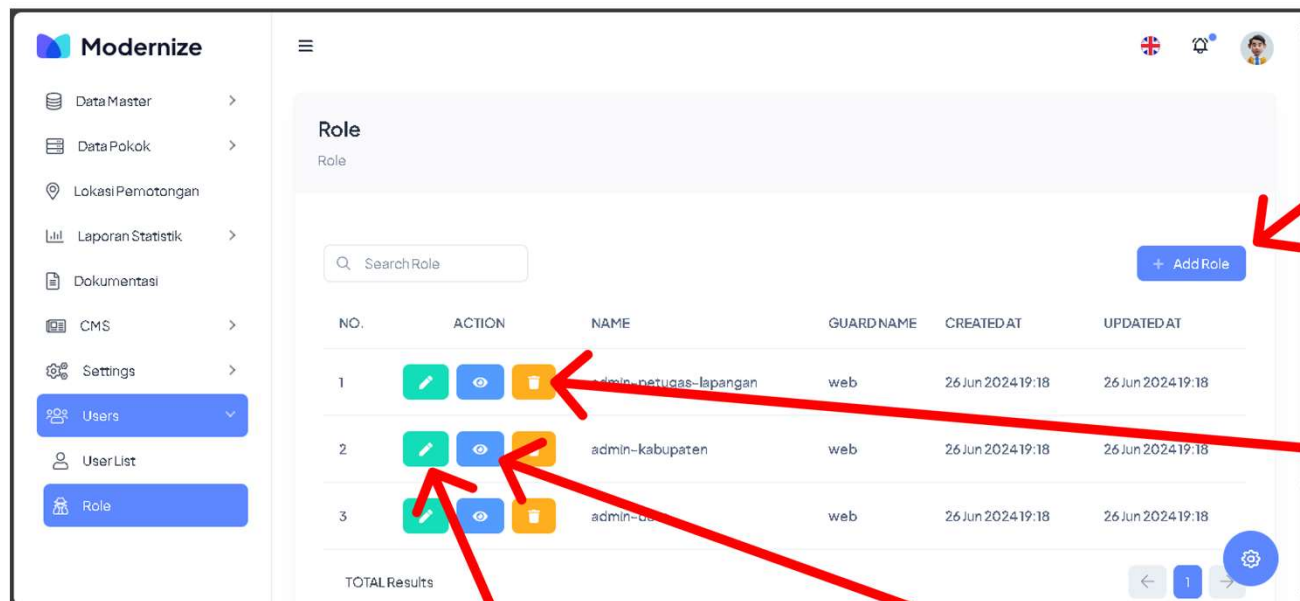 Modernize
Data Master
Data Pokok
Lokasi Pemotongan
Laporan Statistik
Dokumentasi
CMS
Settings
Users
User List
Role
Role
Role
Search Role
+ Add Role
NO. ACTION NAME GUARD NAME CREATED AT UPDATED AT
1 admin-petugas-lapangan web 26 Jun 2024 19:18 26 Jun 2024 19:18
2 admin-kabupaten web 26 Jun 2024 19:18 26 Jun 2024 19:18
3 web 26 Jun 2024 19:18 26 Jun 2024 19:18
TOTAL Results
1